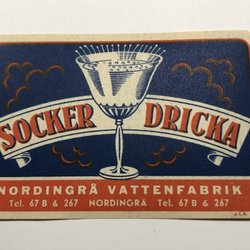 SOCKER DRICKA
NORDINGRÅ VATTENFABRIK
Tel. 67 B & 267 NORDINGRÅ Tel. 67 B & 267